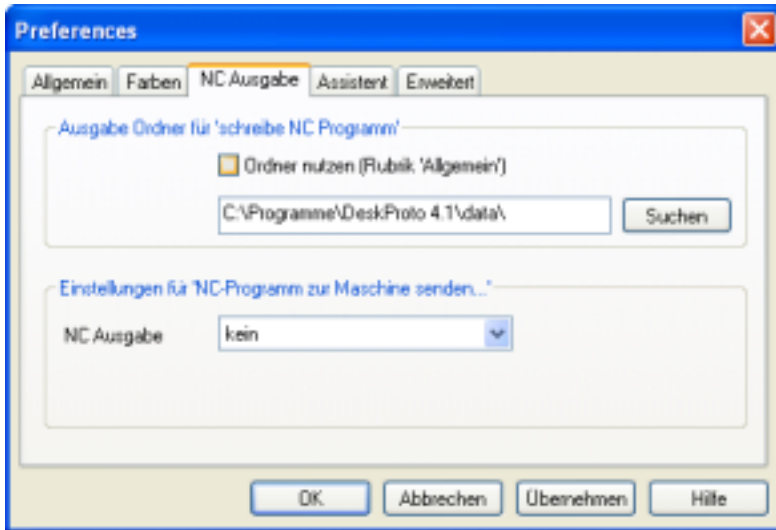 Preferences
Allgemein Farben NC Ausgabe Assistent Erweitert
Ausgabe Ordner für 'schreibe NC Programm'
Ordner nutzen (Rubrik 'Allgemein')
C:\Programme\DeskProto 4.1\data\ Suchen
Einstellungen für 'NC-Programm zur Maschine senden...'
NC Ausgabe kein
OK Abbrechen Übernehmen Hilfe